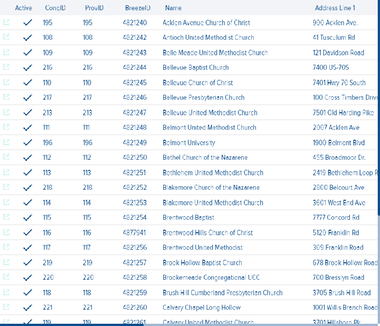 Active ConcID ProvID BreezeID Name Address Line 1
195 195 4821240 Acklen Avenue Church of Christ 900 Acklen Ave.
108 108 4821242 Antioch United Methodist Church 41 Tusculum Rd
109 109 4821243 Belle Meade United Methodist Church 121 Davidson Road
216 216 4821244 Bellevue Baptist Church 7400 US-70S
110 110 4821245 Bellevue Church of Christ 7401 Hwy 70 South
217 217 4821246 Bellevue Presbyterian Church 100 Cross Timbers Drive
213 213 4821247 Bellevue United Methodist Church 7501 Old Harding Pike
111 111 4821248 Belmont United Methodist Church 2007 Acklen Ave
196 196 4821249 Belmont University 1900 Belmont Blvd
112 112 4821250 Bethel Church of the Nazarene 455 Broadmoor Dr.
113 113 4821251 Bethlehem United Methodist Church 2419 Bethlehem Loop R
218 218 4821252 Blakemore Church of the Nazarene 2800 Belcourt Ave
114 114 4821253 Blakemore United Methodist Church 3601 West End Ave
115 115 4821254 Brentwood Baptist 7777 Concord Rd
116 116 4877941 Brentwood Hills Church of Christ 5120 Franklin Rd
117 117 4821256 Brentwood United Methodist 309 Franklin Road
219 219 4821257 Brook Hollow Baptist Church 678 Brook Hollow Road
220 220 4821258 Brookemeade Congregational UCC 700 Bresslyn Road
118 118 4821259 Brush Hill Cumberland Presbyterian Church 3705 Brush Hill Road
221 221 4821260 Calvary Chapel Long Hollow 1001 Willis Branch Road
119 119 4821261 Calvary United Methodist Church 3701 Hillsboro Pk